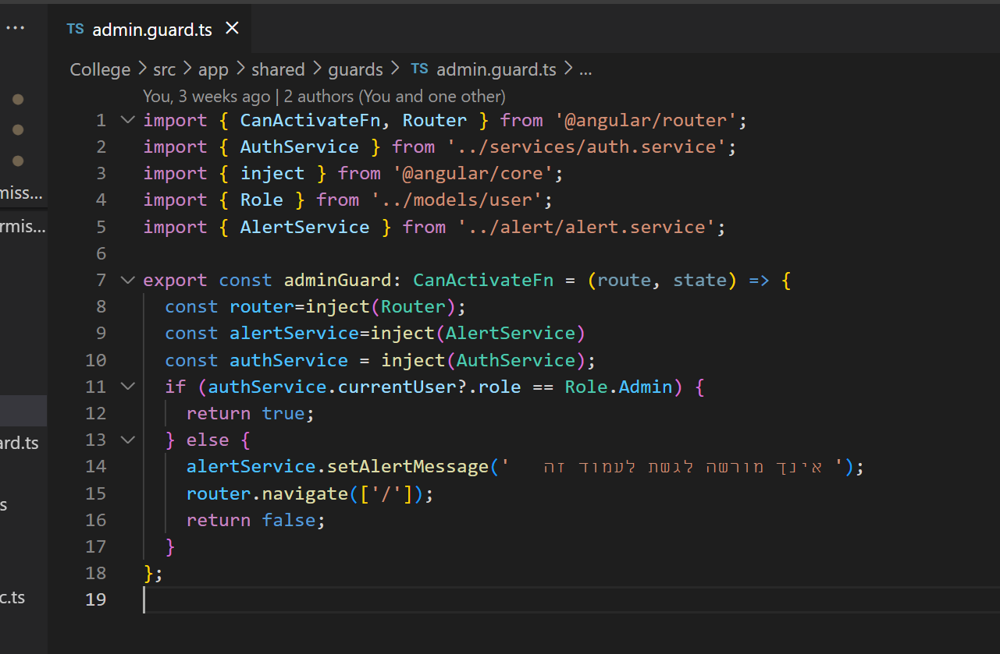 ...
TS admin.guard.ts ×
College > src > app > shared > guards > TS admin.guard.ts > ...
You, 3 weeks ago | 2 authors (You and one other)
miss...
rmis...
ard.ts
s
c.ts
1 import { CanActivateFn, Router } from '@angular/router';
2 import { AuthService } from '../services/auth.service';
3 import { inject } from '@angular/core';
4 import { Role } from '../models/user';
5 import { AlertService } from '../alert/alert.service';
6
7 export const adminGuard: CanActivateFn = (route, state) => {
8 const router=inject(Router);
9 const alertService=inject(AlertService)
10 const authService = inject(AuthService);
11 if (authService.currentUser?.role == Role.Admin) {
12 return true;
13 } else {
14 alertService.setAlertMessage(' אינך מורשה לגשת לעמוד זה   ');
15 router.navigate(['/']);
16 return false;
17 }
18 };
19